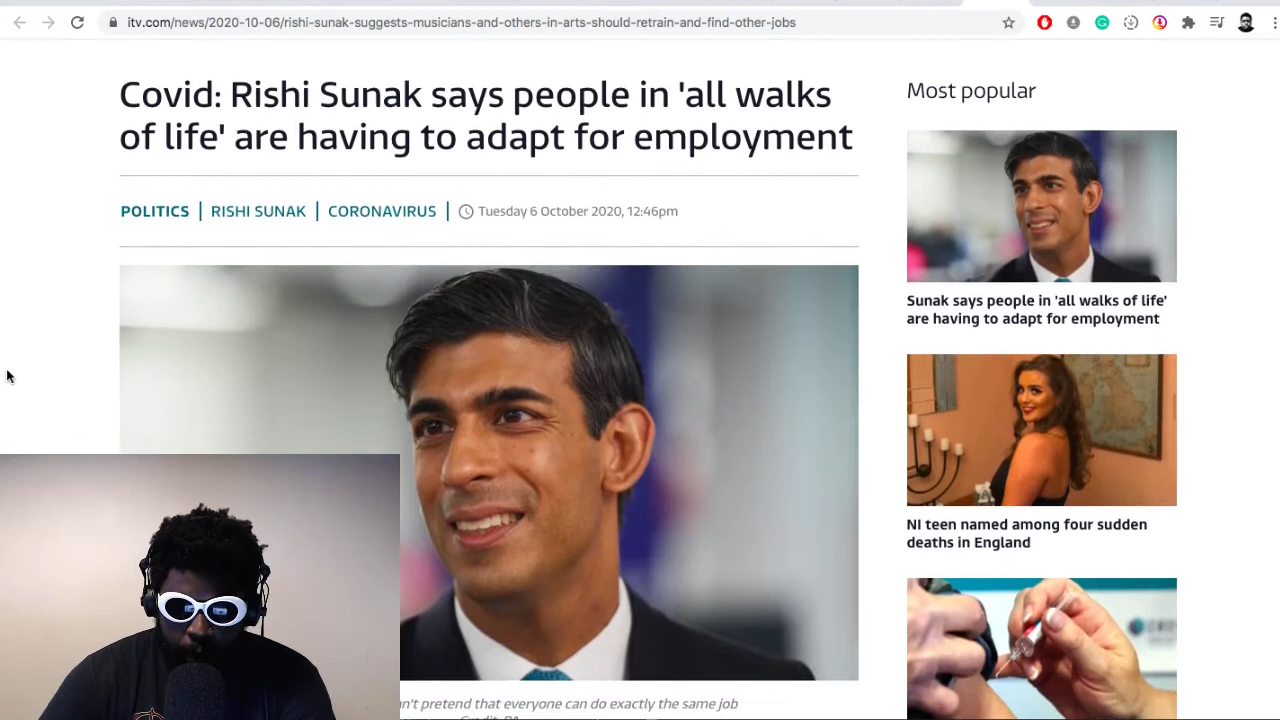 itv.com/news/2020-10-06/rishi-sunak-suggests-musicians-and-others-in-arts-should-retrain-and-find-other-jobs
Covid: Rishi Sunak says people in 'all walks
of life' are having to adapt for employment
POLITICS | RISHI SUNAK | CORONAVIRUS | Tuesday 6 October 2020, 12:46pm
n't pretend that everyone can do exactly the same job
Credit: PA
Most popular
Sunak says people in 'all walks of life'
are having to adapt for employment
NI teen named among four sudden
deaths in England